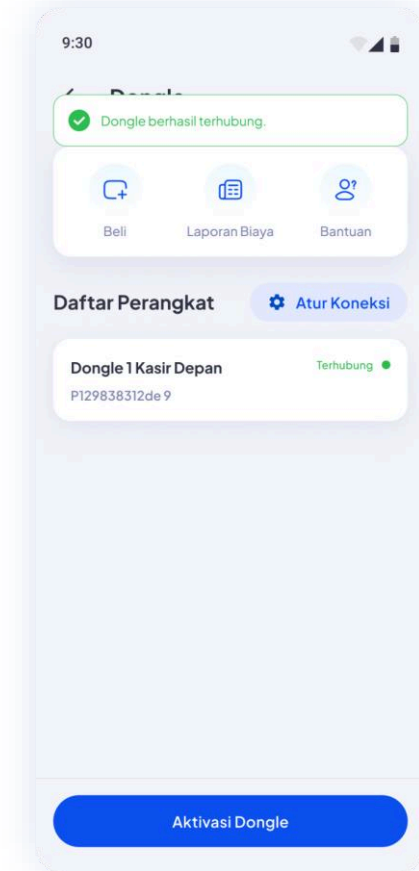 9:30
Dongle
Dongle berhasil terhubung.
Beli
Laporan Biaya
Bantuan
Daftar Perangkat
Atur Koneksi
Dongle 1 Kasir Depan
Terhubung
P129838312de 9
Aktivasi Dongle